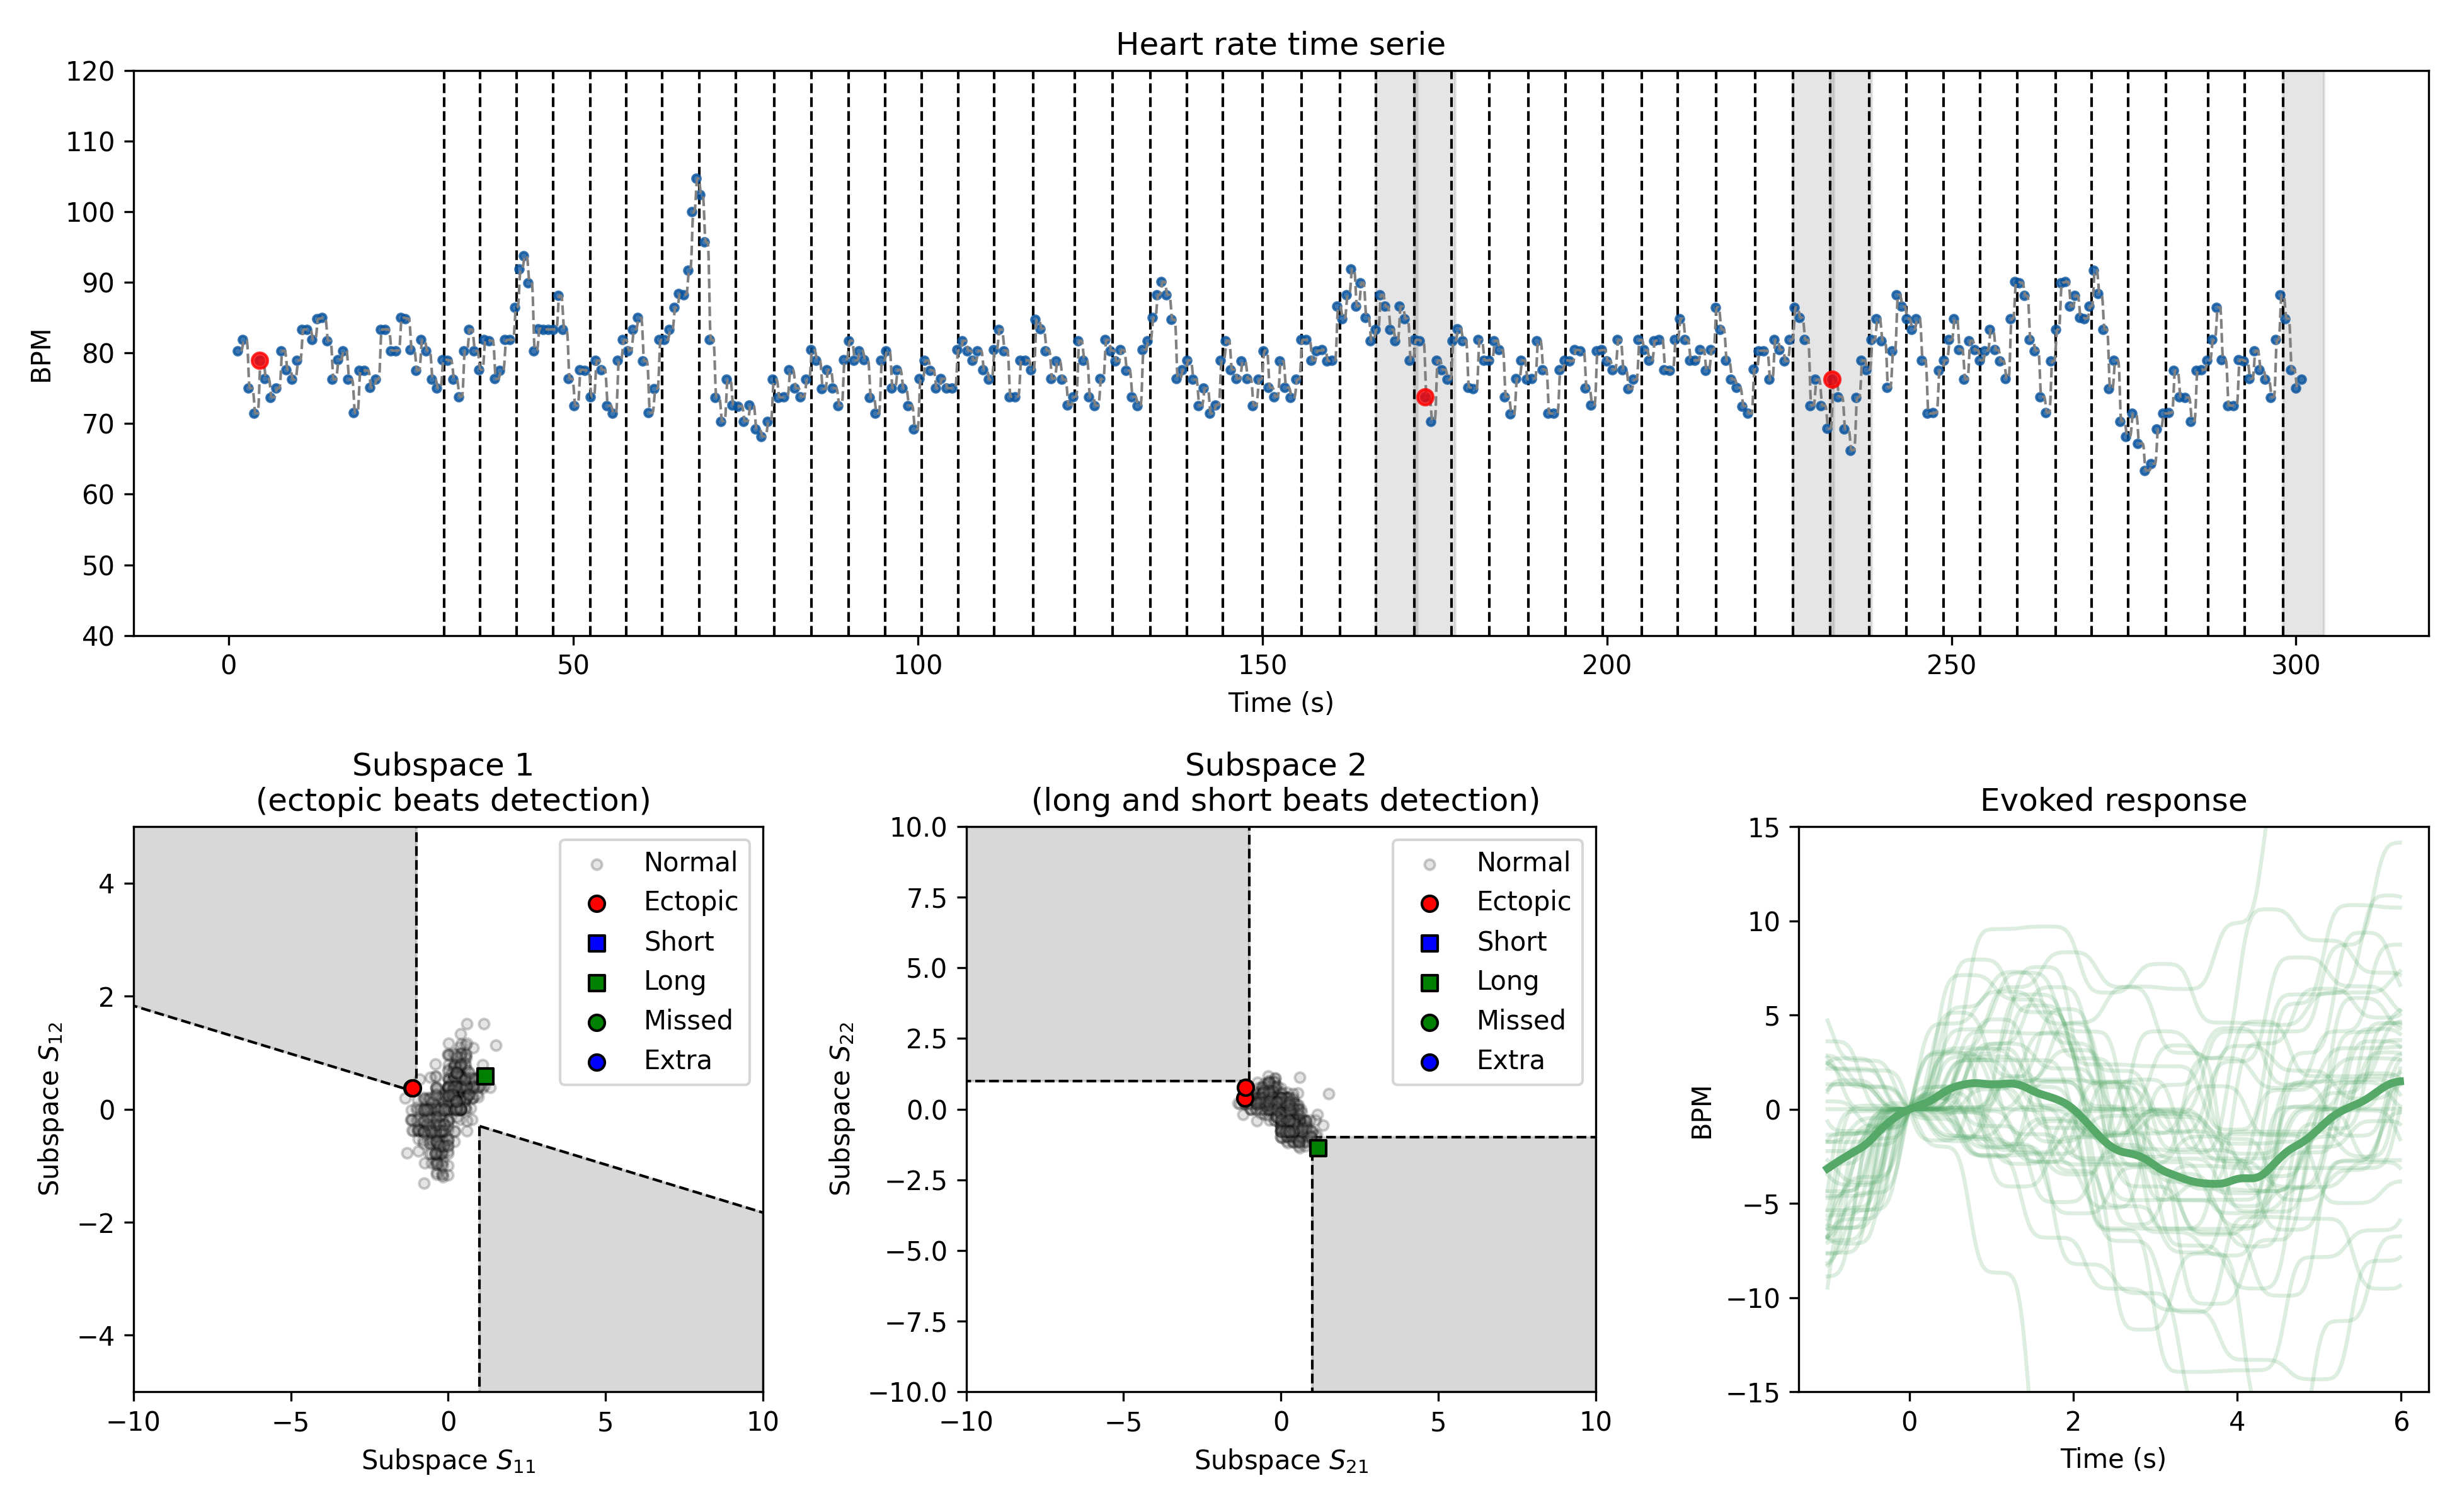 Heart rate time serie
120
110
100
90
80
70
60
50
40
BPM
0 50 100 150 200 250 300
Time (s)
Subspace 1
(ectopic beats detection)
4
2
0
−2
−4
Subspace S12
Normal
Ectopic
Short
Long
Missed
Extra
−10 −5 0 5 10
Subspace S11
Subspace 2
(long and short beats detection)
10.0
7.5
5.0
2.5
0.0
−2.5
−5.0
−7.5
−10.0
Subspace S22
Normal
Ectopic
Short
Long
Missed
Extra
−10 −5 0 5 10
Subspace S21
Evoked response
15
10
5
0
−5
−10
−15
BPM
0 2 4 6
Time (s)